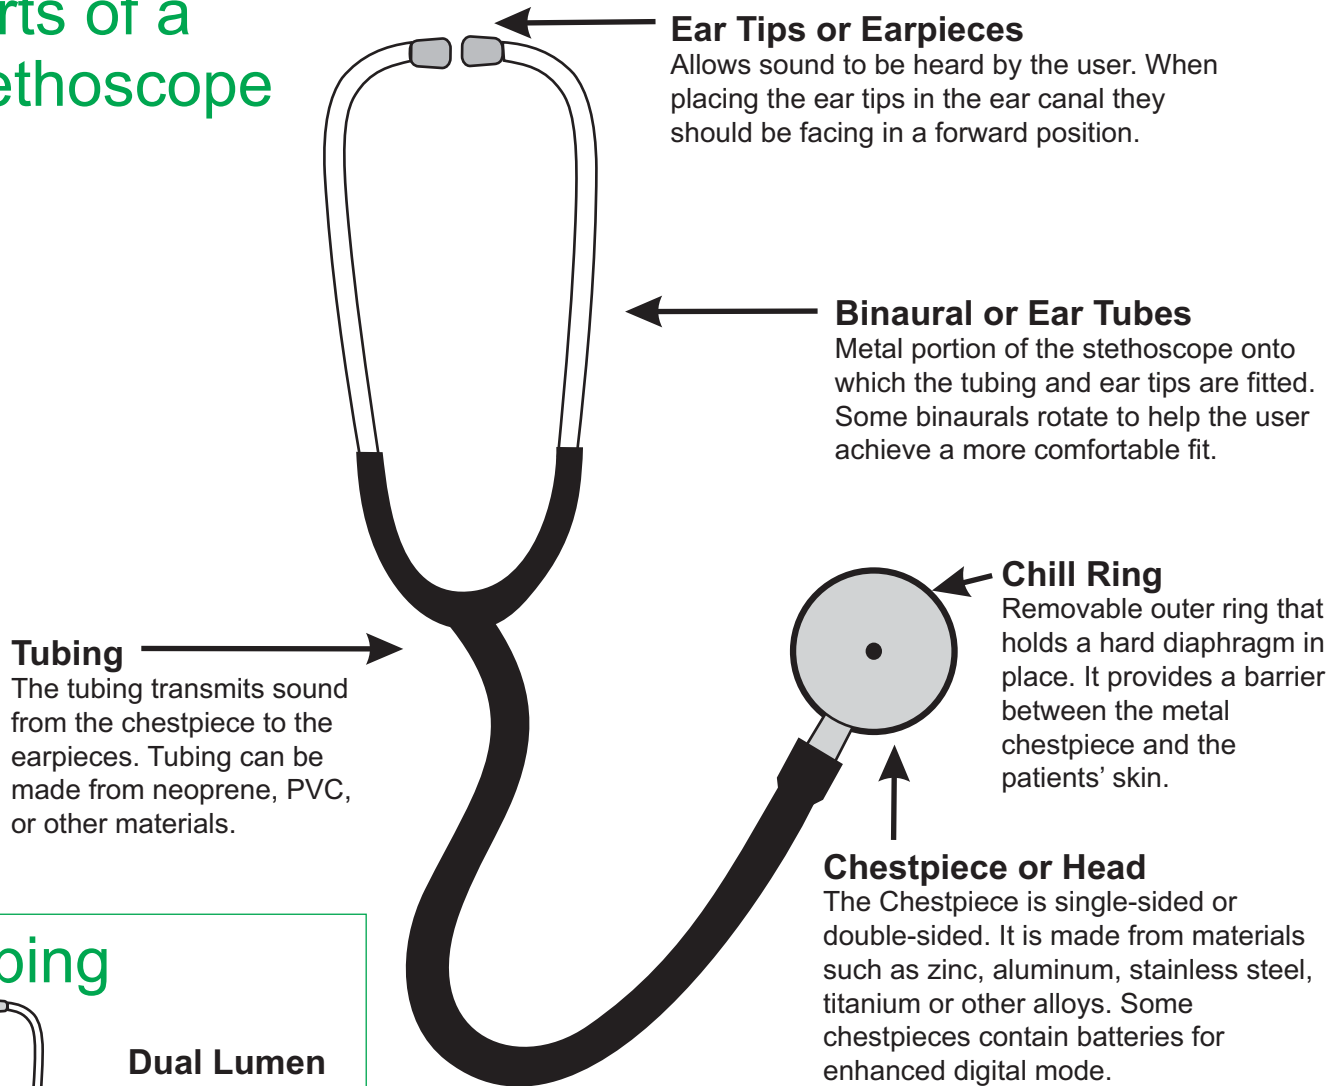 rts of a
ethoscope
Ear Tips or Earpieces
Allows sound to be heard by the user. When
placing the ear tips in the ear canal they
should be facing in a forward position.
Binaural or Ear Tubes
Metal portion of the stethoscope onto
which the tubing and ear tips are fitted.
Some binaurals rotate to help the user
achieve a more comfortable fit.
Chill Ring
Removable outer ring that
holds a hard diaphragm in
place. It provides a barrier
between the metal
chestpiece and the
patients’ skin.
Tubing
The tubing transmits sound
from the chestpiece to the
earpieces. Tubing can be
made from neoprene, PVC,
or other materials.
Chestpiece or Head
The Chestpiece is single-sided or
double-sided. It is made from materials
such as zinc, aluminum, stainless steel,
titanium or other alloys. Some
chestpieces contain batteries for
enhanced digital mode.
bing
Dual Lumen